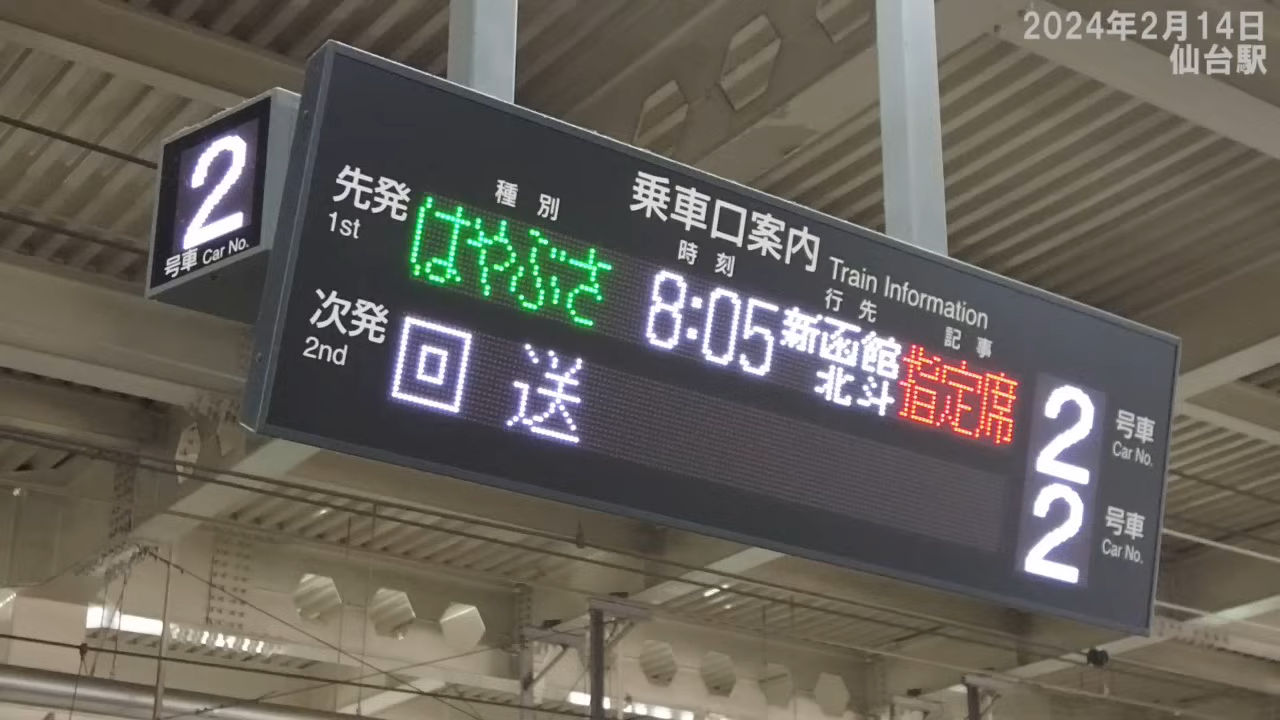 2024年2月14日
仙台駅
2
号車 Car No.
乗車口案内 Train Information
種別 時刻 行先 記事
先発 はやぶさ 8:05 新函館北斗 指定席 2 号車
1st Car No.
次発 回送 2 号車
2nd Car No.